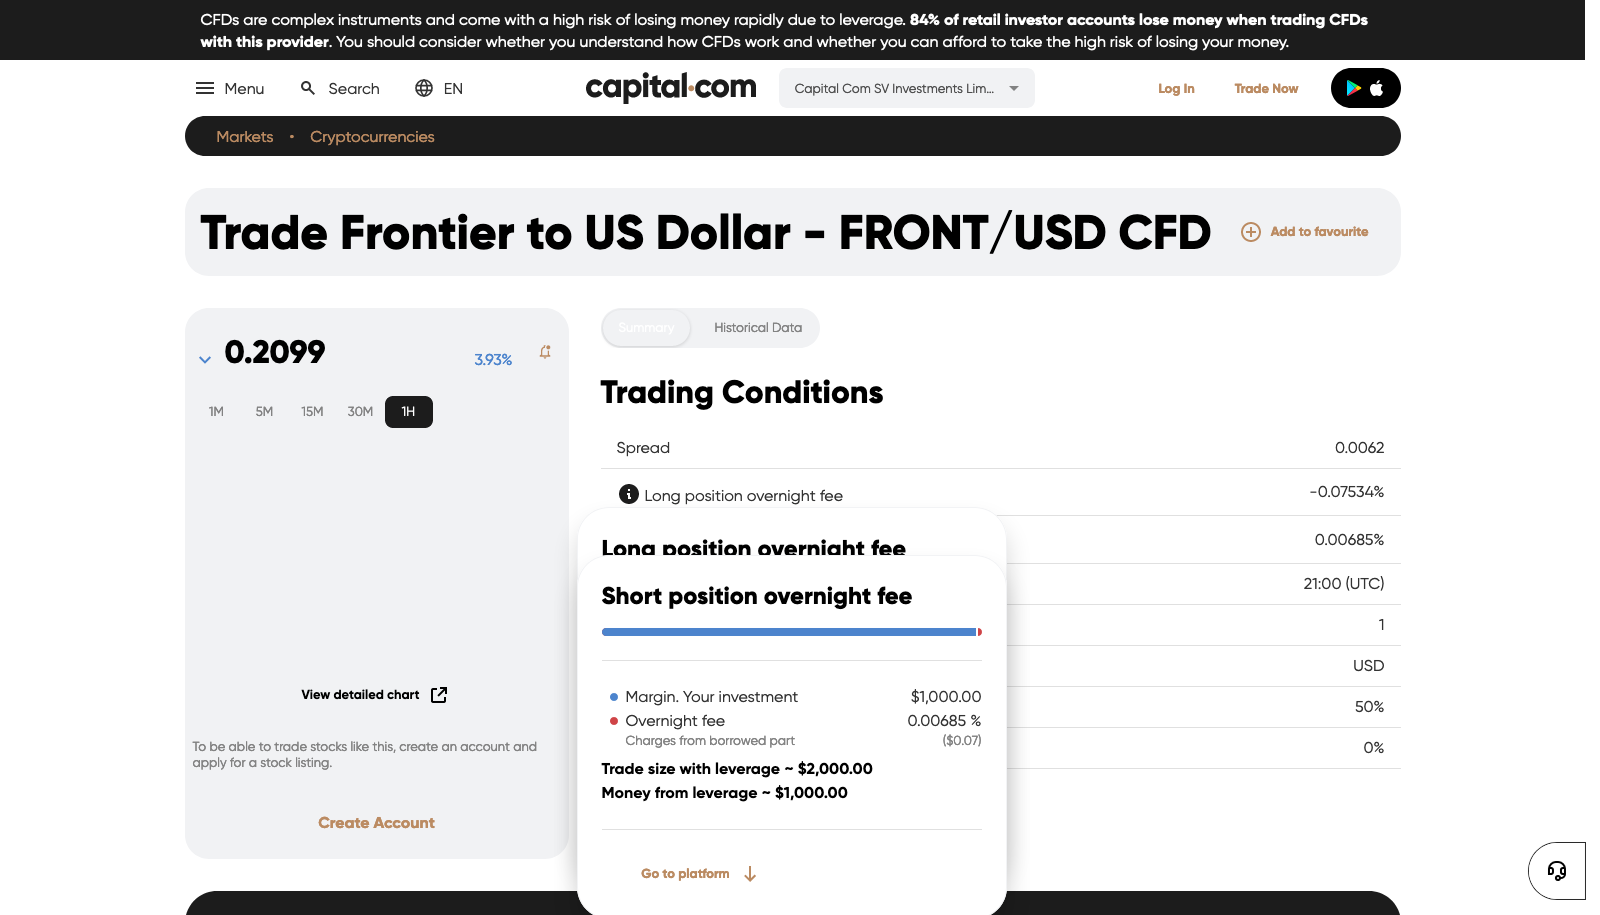 CFDs are complex instruments and come with a high risk of losing money rapidly due to leverage. 84% of retail investor accounts lose money when trading CFDs
with this provider. You should consider whether you understand how CFDs work and whether you can afford to take the high risk of losing your money.
Menu Search EN capital.com Capital Com SV Investments Lim... Log In Trade Now
Markets • Cryptocurrencies
Trade Frontier to US Dollar - FRONT/USD CFD Add to favourite
0.2099 3.93%
1M 5M 15M 30M 1H
View detailed chart
To be able to trade stocks like this, create an account and
apply for a stock listing.
Create Account
Summary Historical Data
Trading Conditions
Spread 0.0062
Long position overnight fee -0.07534%
0.00685%
21:00 (UTC)
1
USD
50%
0%
Long position overnight fee
Short position overnight fee
Margin. Your investment $1,000.00
Overnight fee 0.00685 %
Charges from borrowed part ($0.07)
Trade size with leverage ~ $2,000.00
Money from leverage ~ $1,000.00
Go to platform